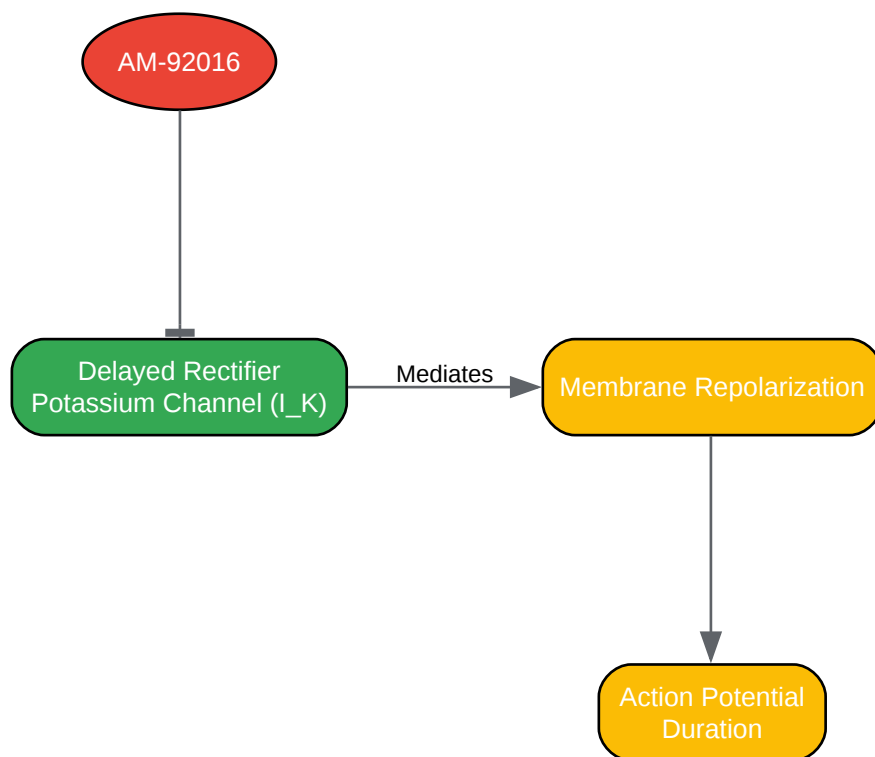 AM-92016
Delayed Rectifier
Potassium Channel (I_K)
Mediates
Membrane Repolarization
Action Potential
Duration